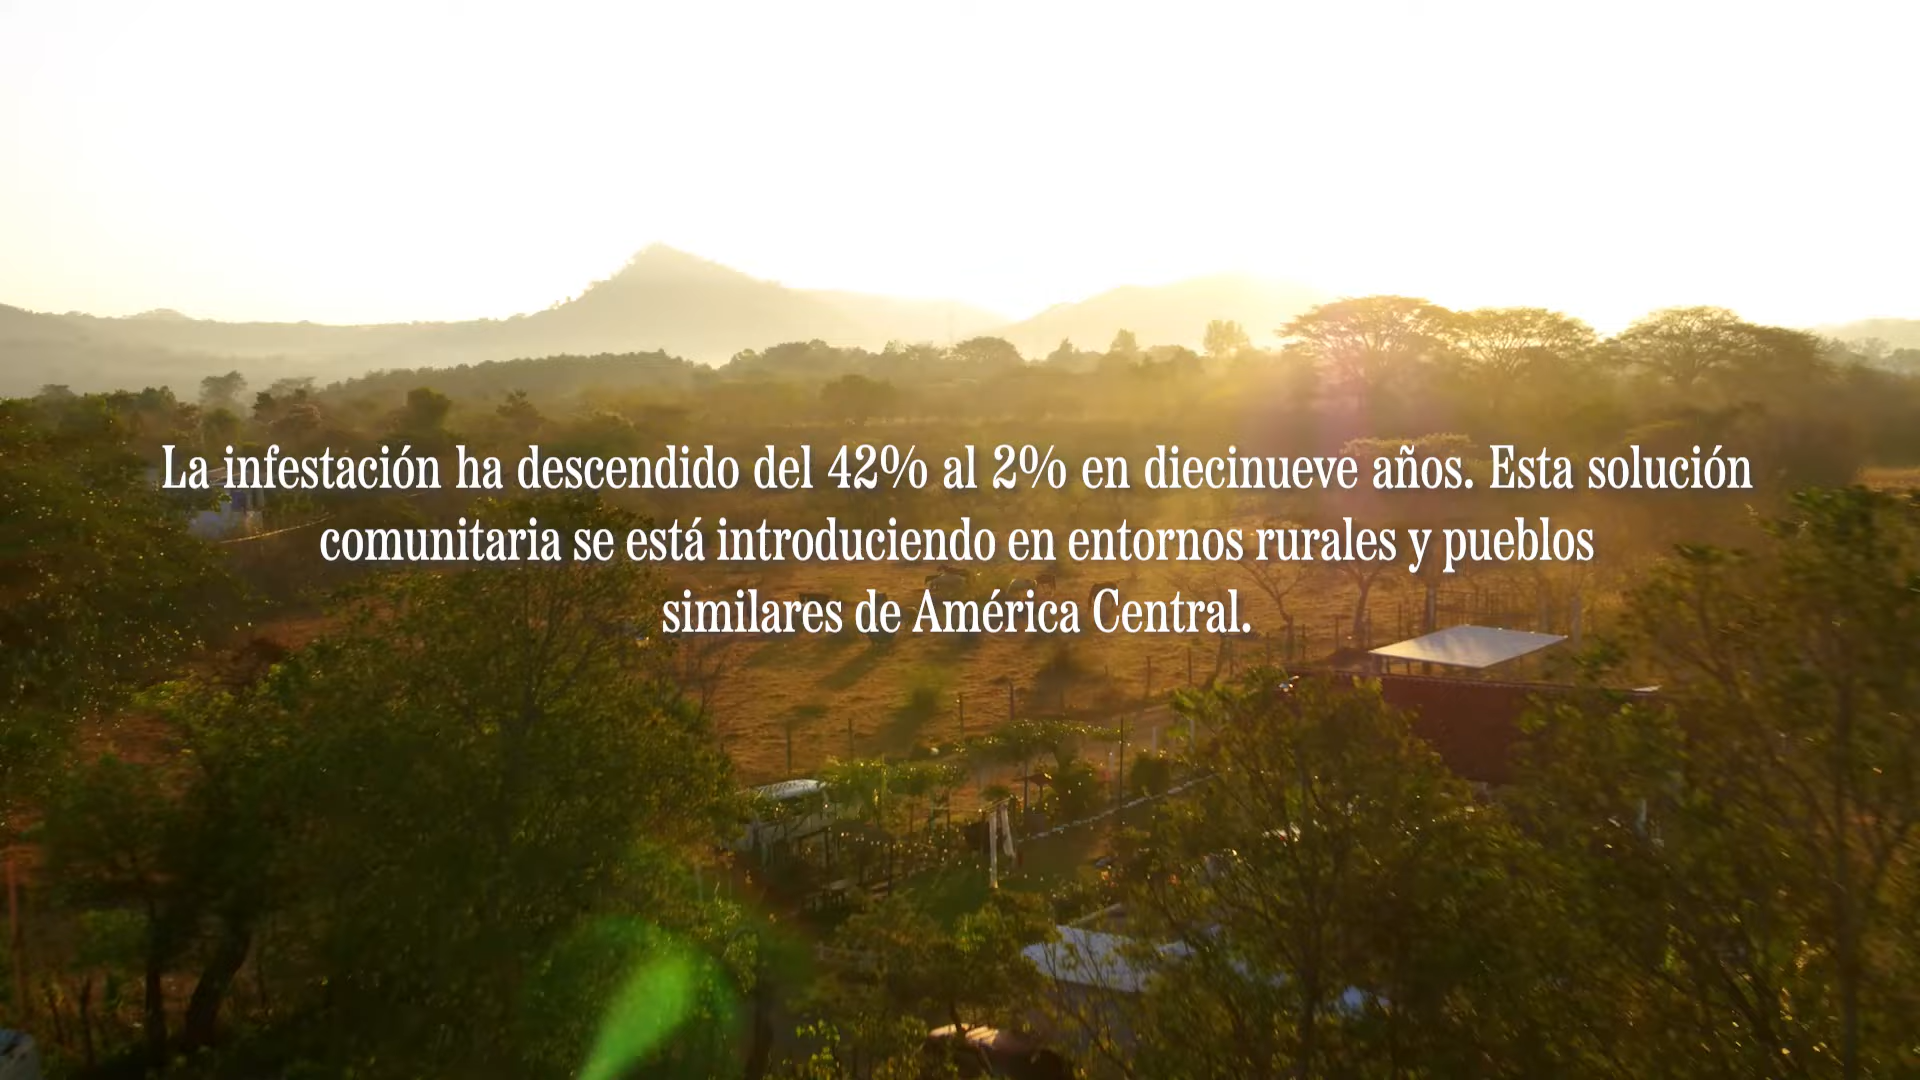 La infestación ha descendido del 42% al 2% en diecinueve años. Esta solución
comunitaria se está introduciendo en entornos rurales y pueblos
similares de América Central.